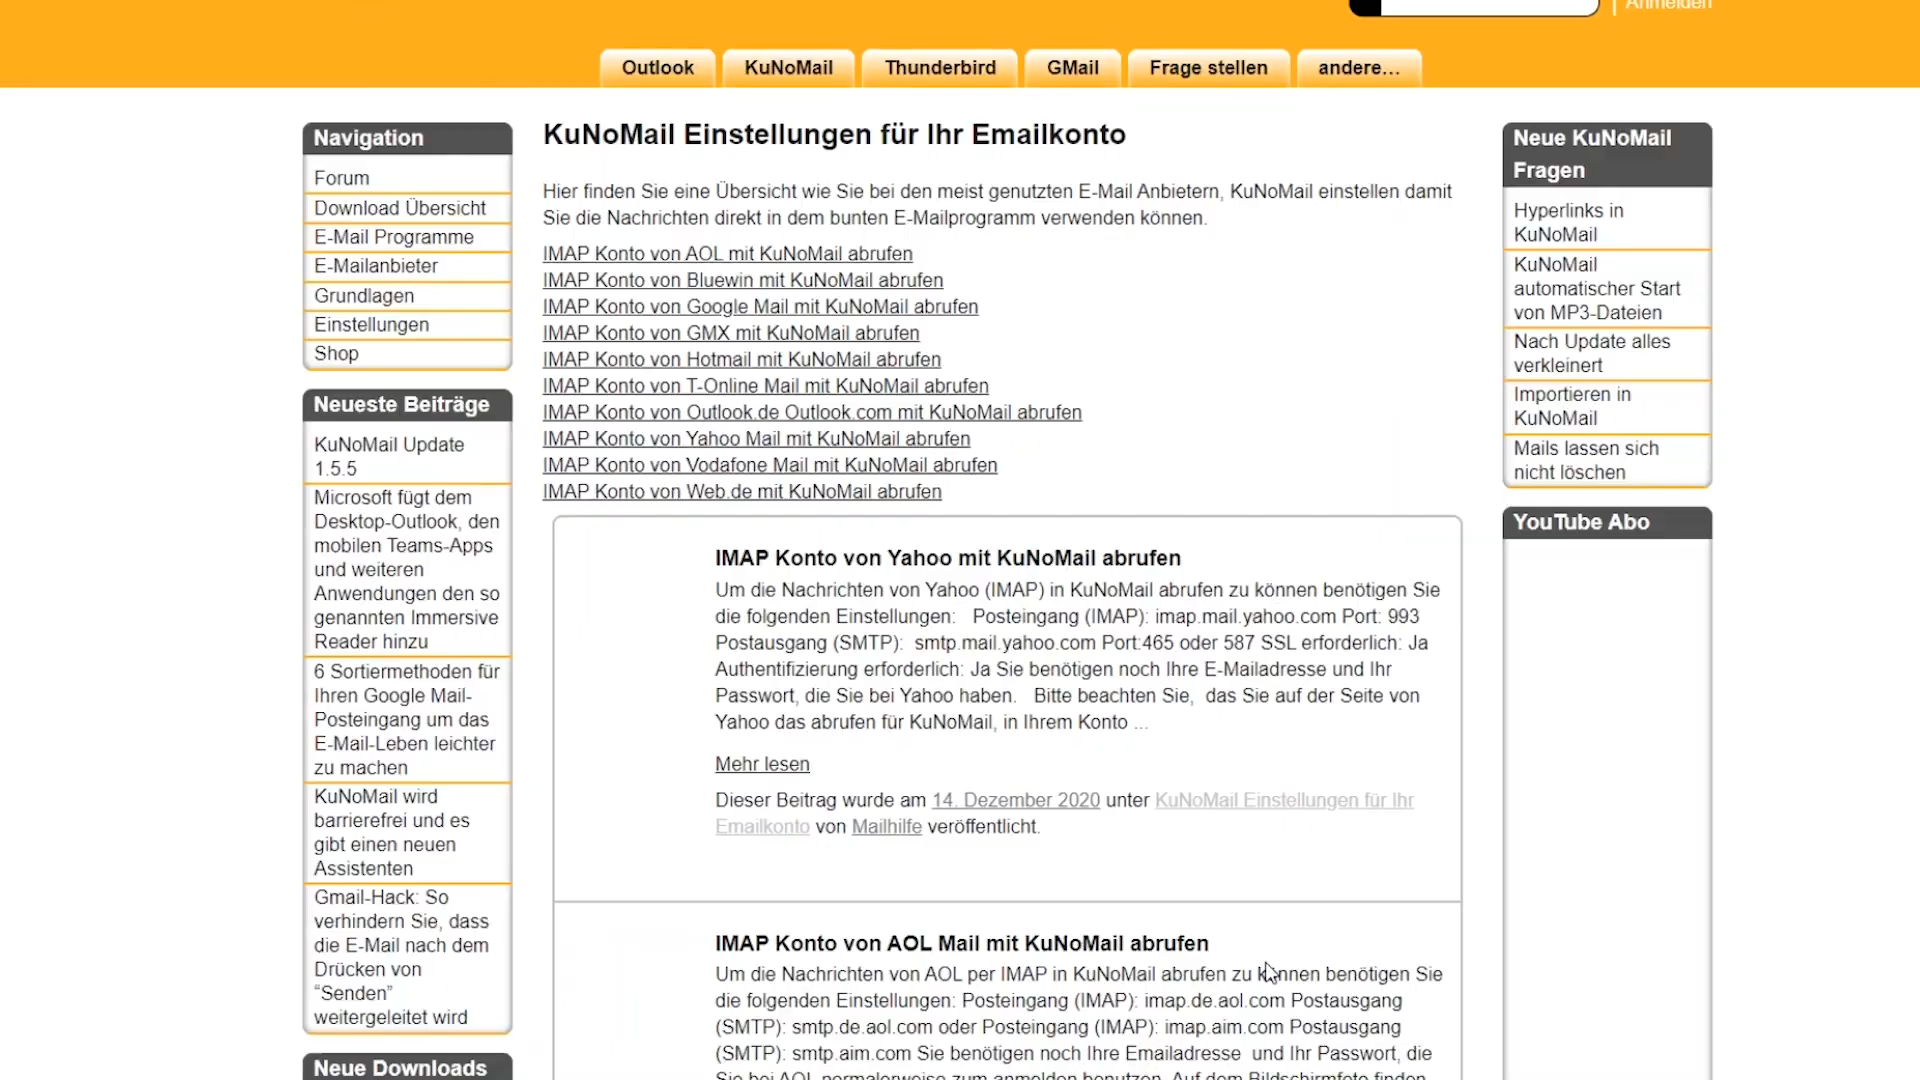 Anmelden
Outlook
KuNoMail
Thunderbird
GMail
Frage stellen
andere…
Navigation
Forum
Download Übersicht
E-Mail Programme
E-Mailanbieter
Grundlagen
Einstellungen
Shop
Neueste Beiträge
KuNoMail Update
1.5.5
Microsoft fügt dem
Desktop-Outlook, den
mobilen Teams-Apps
und weiteren
Anwendungen den so
genannten Immersive
Reader hinzu
6 Sortiermethoden für
Ihren Google Mail-
Posteingang um das
E-Mail-Leben leichter
zu machen
KuNoMail wird
barrierefrei und es
gibt einen neuen
Assistenten
Gmail-Hack: So
verhindern Sie, dass
die E-Mail nach dem
Drücken von
“Senden”
weitergeleitet wird
Neue Downloads
KuNoMail Einstellungen für Ihr Emailkonto
Hier finden Sie eine Übersicht wie Sie bei den meist genutzten E-Mail Anbietern, KuNoMail einstellen damit
Sie die Nachrichten direkt in dem bunten E-Mailprogramm verwenden können.
IMAP Konto von AOL mit KuNoMail abrufen
IMAP Konto von Bluewin mit KuNoMail abrufen
IMAP Konto von Google Mail mit KuNoMail abrufen
IMAP Konto von GMX mit KuNoMail abrufen
IMAP Konto von Hotmail mit KuNoMail abrufen
IMAP Konto von T-Online Mail mit KuNoMail abrufen
IMAP Konto von Outlook.de Outlook.com mit KuNoMail abrufen
IMAP Konto von Yahoo Mail mit KuNoMail abrufen
IMAP Konto von Vodafone Mail mit KuNoMail abrufen
IMAP Konto von Web.de mit KuNoMail abrufen
IMAP Konto von Yahoo mit KuNoMail abrufen
Um die Nachrichten von Yahoo (IMAP) in KuNoMail abrufen zu können benötigen Sie
die folgenden Einstellungen: Posteingang (IMAP): imap.mail.yahoo.com Port: 993
Postausgang (SMTP): smtp.mail.yahoo.com Port:465 oder 587 SSL erforderlich: Ja
Authentifizierung erforderlich: Ja Sie benötigen noch Ihre E-Mailadresse und Ihr
Passwort, die Sie bei Yahoo haben. Bitte beachten Sie, das Sie auf der Seite von
Yahoo das abrufen für KuNoMail, in Ihrem Konto ...
Mehr lesen
Dieser Beitrag wurde am 14. Dezember 2020 unter KuNoMail Einstellungen für Ihr
Emailkonto von Mailhilfe veröffentlicht.
IMAP Konto von AOL Mail mit KuNoMail abrufen
Um die Nachrichten von AOL per IMAP in KuNoMail abrufen zu können benötigen Sie
die folgenden Einstellungen: Posteingang (IMAP): imap.de.aol.com Postausgang
(SMTP): smtp.de.aol.com oder Posteingang (IMAP): imap.aim.com Postausgang
(SMTP): smtp.aim.com Sie benötigen noch Ihre Emailadresse und Ihr Passwort, die
Sie bei AOL normalerweise zum anmelden benutzen. Auf dem Bildschirmfoto finden
Neue KuNoMail
Fragen
Hyperlinks in
KuNoMail
KuNoMail
automatischer Start
von MP3-Dateien
Nach Update alles
verkleinert
Importieren in
KuNoMail
Mails lassen sich
nicht löschen
YouTube Abo